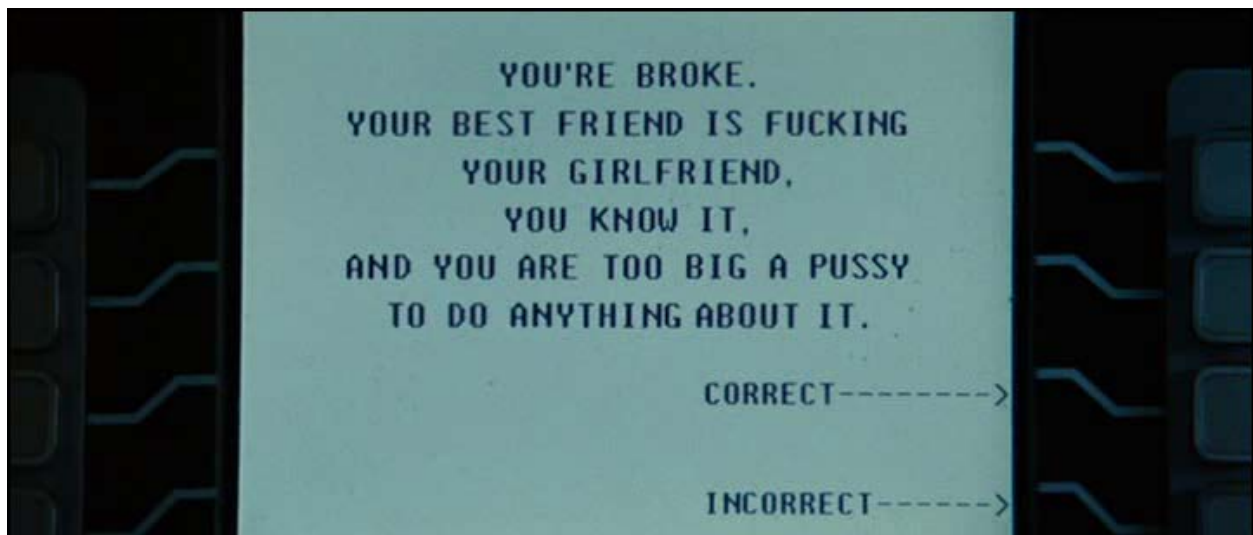 YOU'RE BROKE.
YOUR BEST FRIEND IS FUCKING
YOUR GIRLFRIEND,
YOU KNOW IT,
AND YOU ARE TOO BIG A PUSSY
TO DO ANYTHING ABOUT IT.
CORRECT-------->
INCORRECT------>